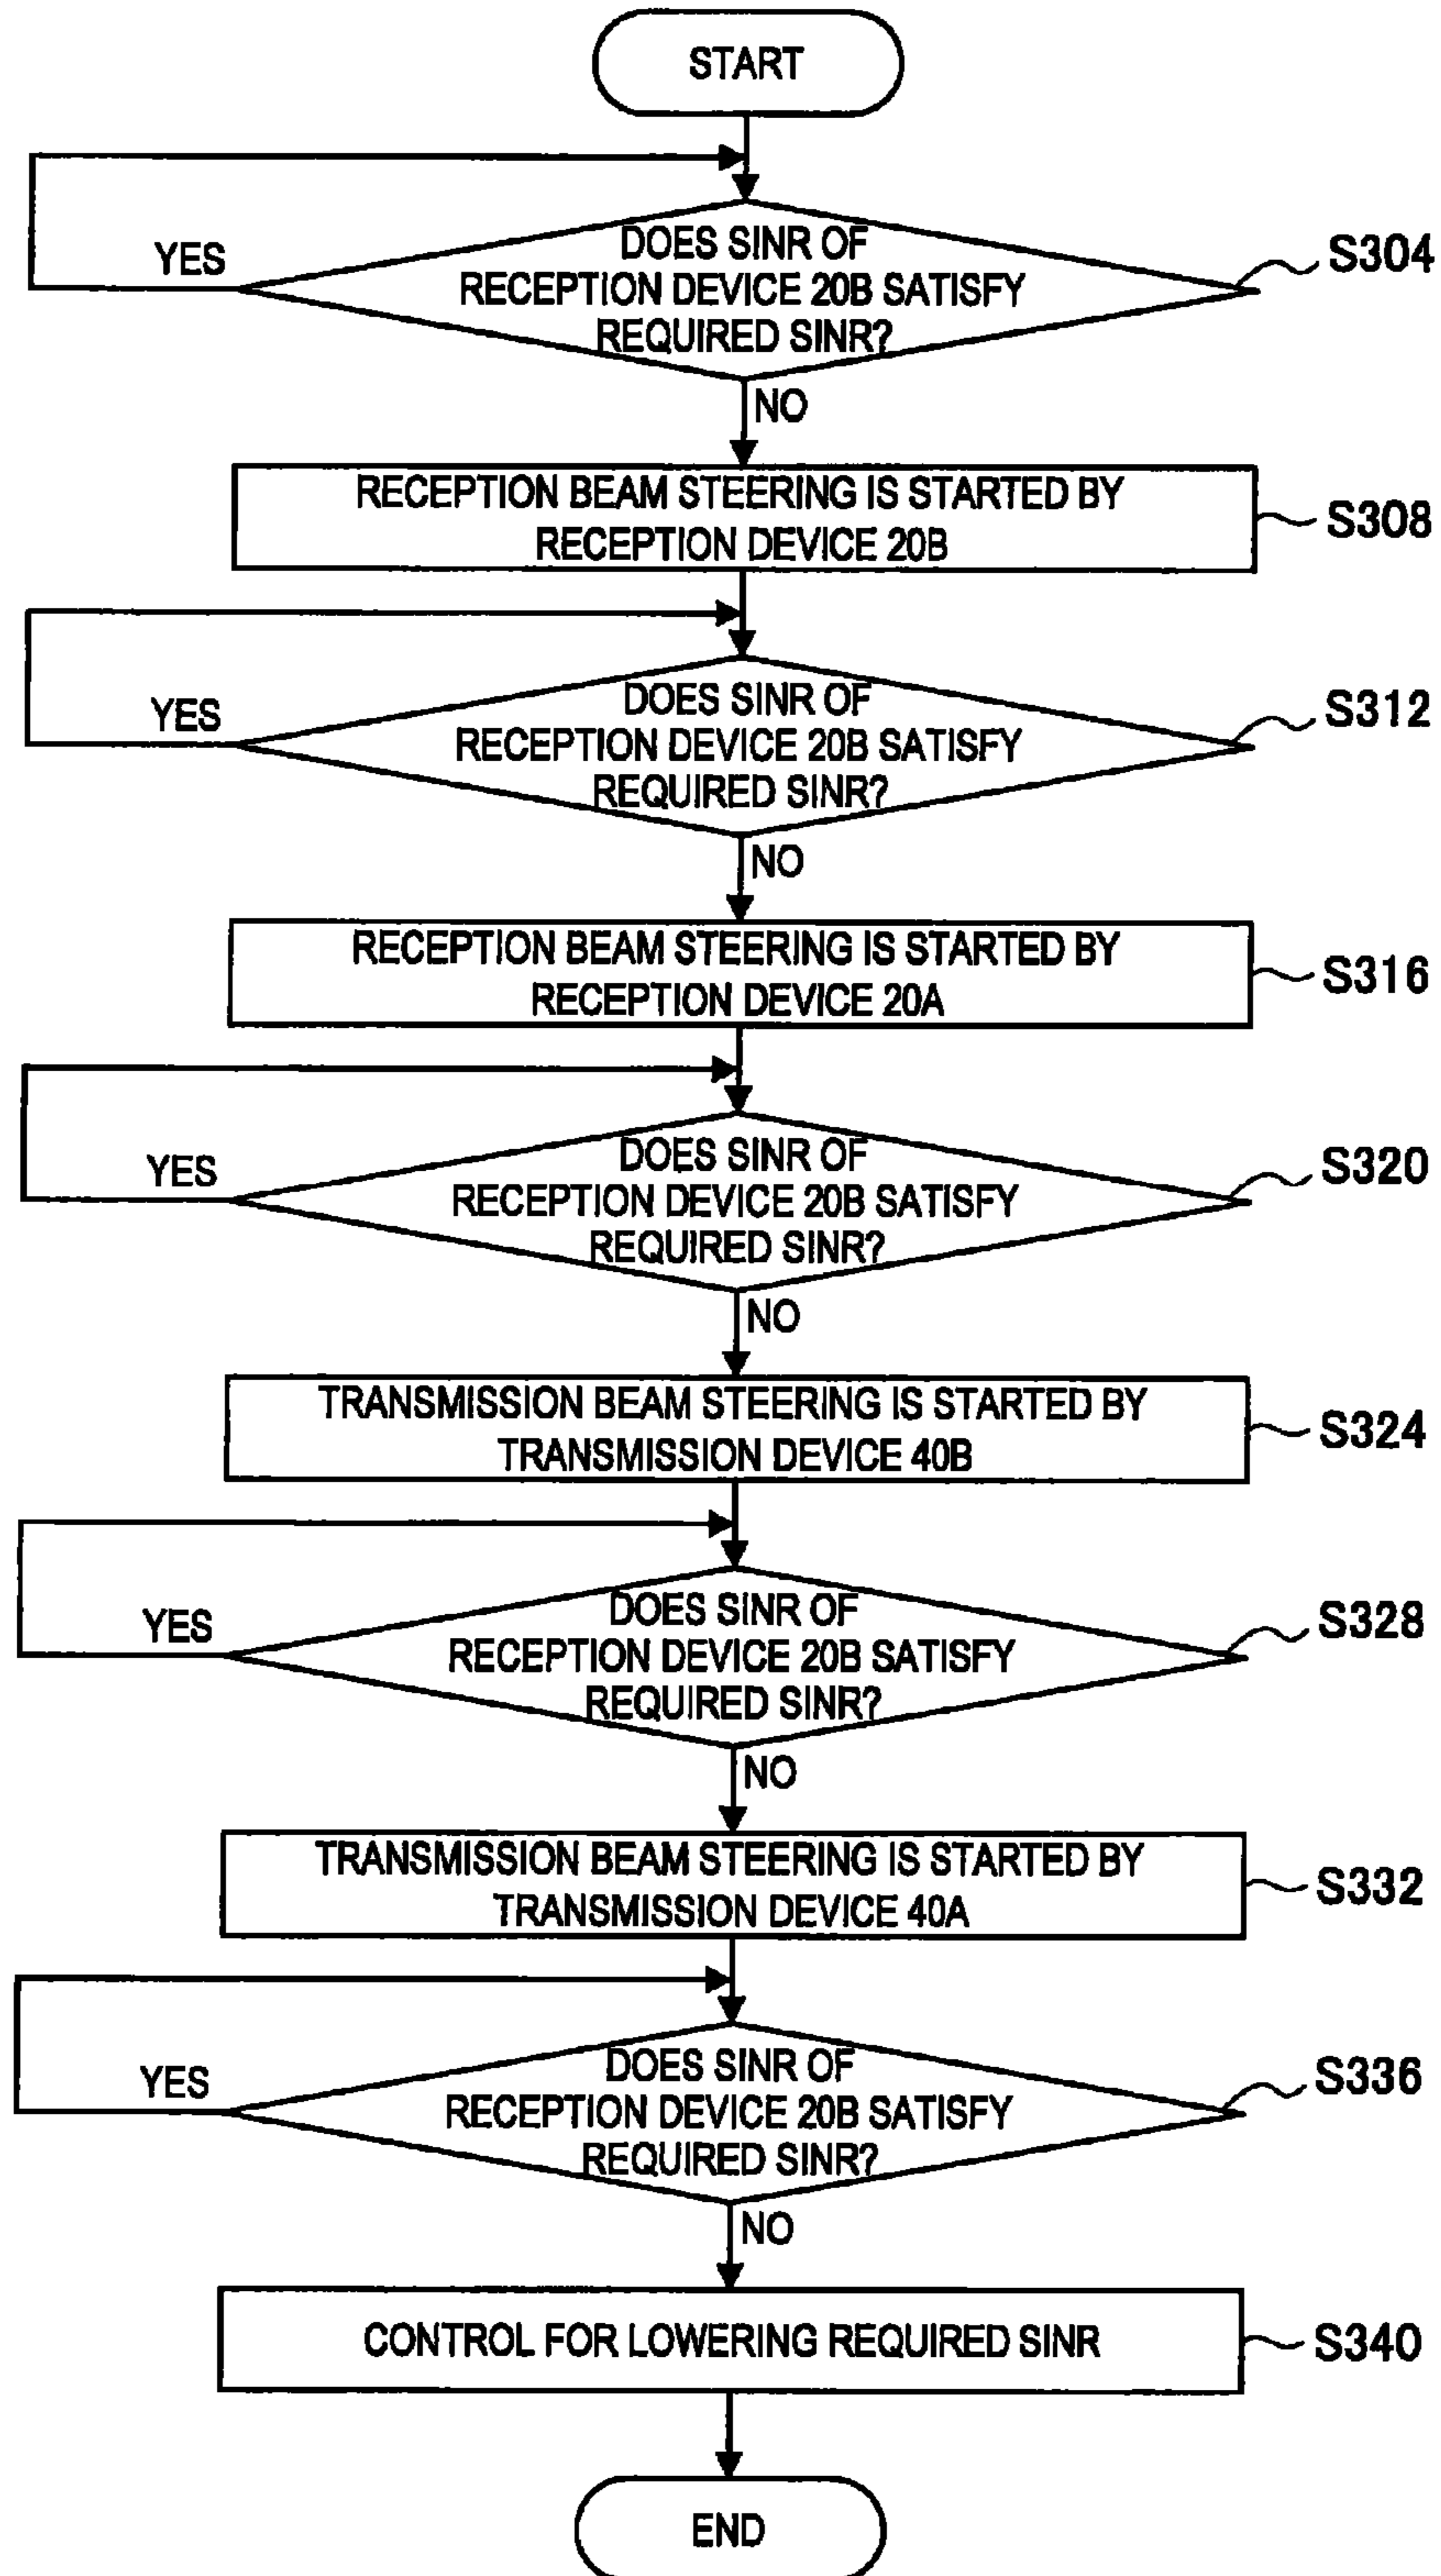 START
YES
DOES SINR OF
RECEPTION DEVICE 20B SATISFY
REQUIRED SINR?
S304
NO
RECEPTION BEAM STEERING IS STARTED BY
RECEPTION DEVICE 20B
S308
YES
DOES SINR OF
RECEPTION DEVICE 20B SATISFY
REQUIRED SINR?
S312
NO
RECEPTION BEAM STEERING IS STARTED BY
RECEPTION DEVICE 20A
S316
YES
DOES SINR OF
RECEPTION DEVICE 20B SATISFY
REQUIRED SINR?
S320
NO
TRANSMISSION BEAM STEERING IS STARTED BY
TRANSMISSION DEVICE 40B
S324
YES
DOES SINR OF
RECEPTION DEVICE 20B SATISFY
REQUIRED SINR?
S328
NO
TRANSMISSION BEAM STEERING IS STARTED BY
TRANSMISSION DEVICE 40A
S332
YES
DOES SINR OF
RECEPTION DEVICE 20B SATISFY
REQUIRED SINR?
S336
NO
CONTROL FOR LOWERING REQUIRED SINR
S340
END